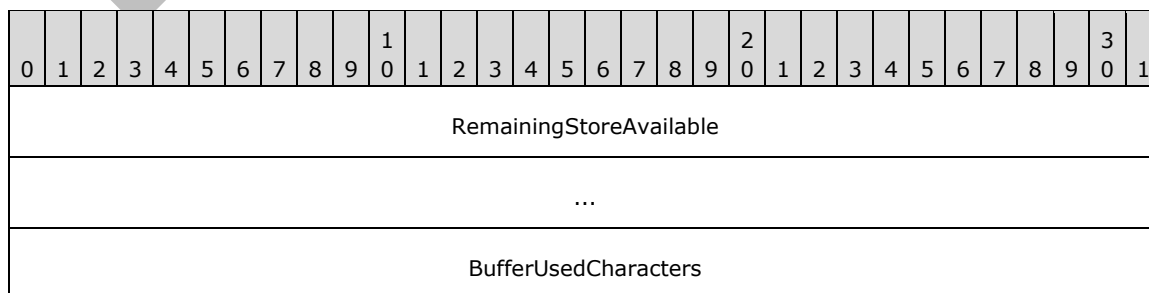 1 2 3
0 1 2 3 4 5 6 7 8 9 0 1 2 3 4 5 6 7 8 9 0 1 2 3 4 5 6 7 8 9 0 1
RemainingStoreAvailable
...
BufferUsedCharacters